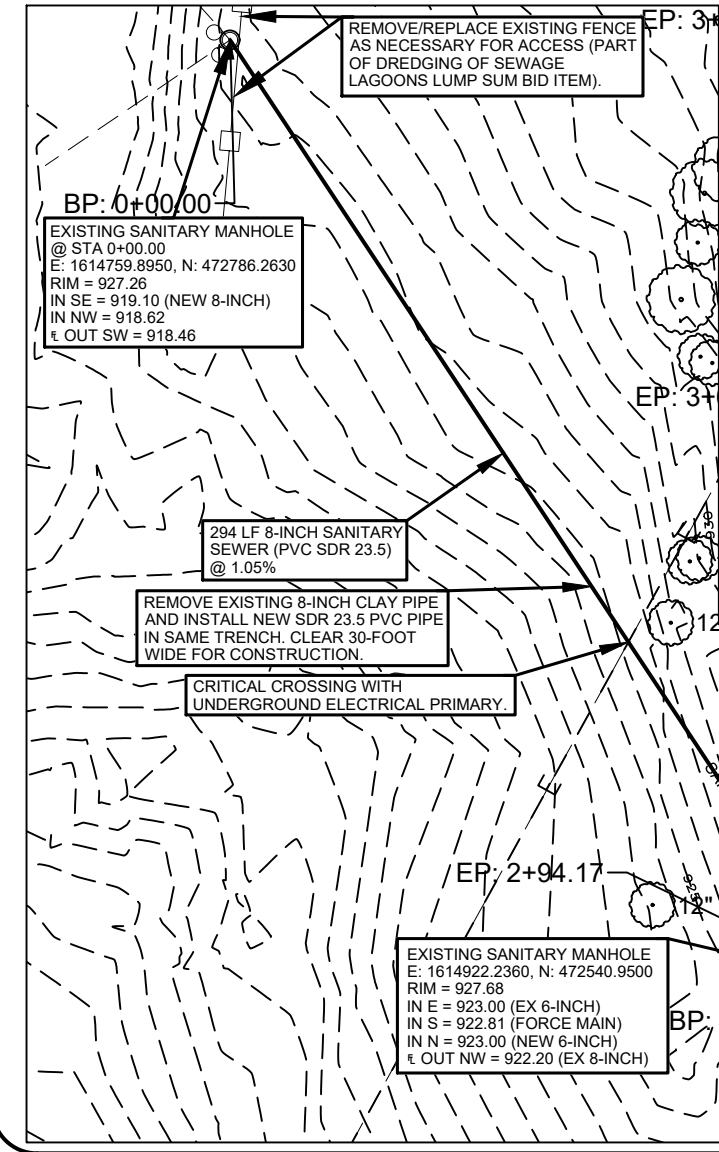 REMOVE/REPLACE EXISTING FENCE
AS NECESSARY FOR ACCESS (PART
OF DREDGING OF SEWAGE
LAGOONS LUMP SUM BID ITEM).
EP: 3+
BP: 0+00.00
EXISTING SANITARY MANHOLE
@ STA 0+00.00
E: 1614759.8950, N: 472786.2630
RIM = 927.26
IN SE = 919.10 (NEW 8-INCH)
IN NW = 918.62
℄ OUT SW = 918.46
EP: 3+
294 LF 8-INCH SANITARY
SEWER (PVC SDR 23.5)
@ 1.05%
930
REMOVE EXISTING 8-INCH CLAY PIPE
AND INSTALL NEW SDR 23.5 PVC PIPE
IN SAME TRENCH. CLEAR 30-FOOT
WIDE FOR CONSTRUCTION.
12
CRITICAL CROSSING WITH
UNDERGROUND ELECTRICAL PRIMARY.
E
EP: 2+94.17
925
12"
EXISTING SANITARY MANHOLE
E: 1614922.2360, N: 472540.9500
RIM = 927.68
IN E = 923.00 (EX 6-INCH)
IN S = 922.81 (FORCE MAIN)
IN N = 923.00 (NEW 6-INCH)
℄ OUT NW = 922.20 (EX 8-INCH)
BP: